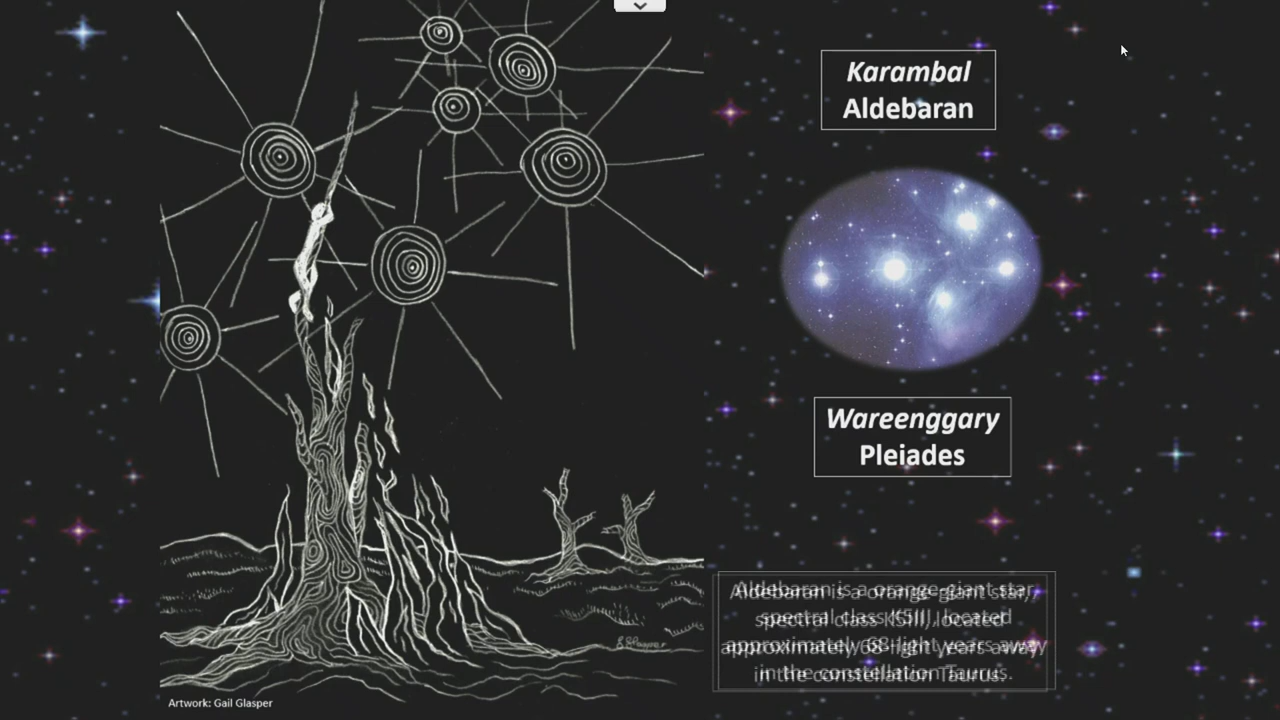 Karambal
Aldebaran
Wareenggary
Pleiades
Aldebaran is a orange giant star,
spectral class K5III, located
approximately 68 light years away
in the constellation Taurus.
Artwork: Gail Glasper